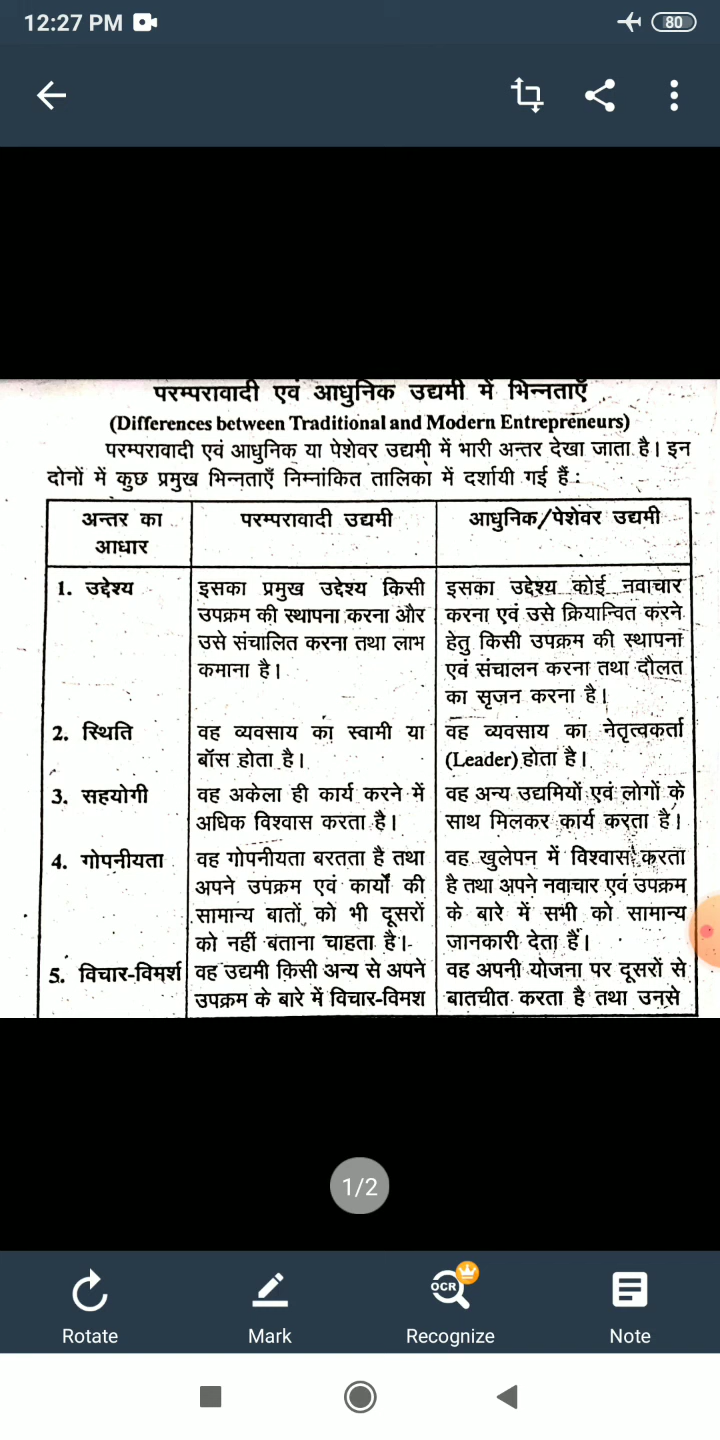 12:27 PM
80
परम्परावादी एवं आधुनिक उद्यमी में भिन्नताएँ
(Differences between Traditional and Modern Entrepreneurs)
परम्परावादी एवं आधुनिक या पेशेवर उद्यमी में भारी अन्तर देखा जाता है। इन
दोनों में कुछ प्रमुख भिन्नताएँ निम्नांकित तालिका में दर्शायी गई हैं :
अन्तर का
आधार
परम्परावादी उद्यमी
आधुनिक/पेशेवर उद्यमी
1. उद्देश्य
इसका प्रमुख उद्देश्य किसी
उपक्रम की स्थापना करना और
उसे संचालित करना तथा लाभ
कमाना है।
इसका उद्देश्य कोई नवाचार
करना एवं उसे क्रियान्वित करने
हेतु किसी उपक्रम की स्थापना
एवं संचालन करना तथा दौलत
का सृजन करना है।
2. स्थिति
वह व्यवसाय का स्वामी या
बॉस होता है।
वह व्यवसाय का नेतृत्वकर्ता
(Leader) होता है।
3. सहयोगी
वह अकेला ही कार्य करने में
अधिक विश्वास करता है।
वह अन्य उद्यमियों एवं लोगों के
साथ मिलकर कार्य करता है।
4. गोपनीयता
वह गोपनीयता बरतता है तथा
अपने उपक्रम एवं कार्यों की
सामान्य बातों को भी दूसरों
को नहीं बताना चाहता है।
वह खुलेपन में विश्वास करता
है तथा अपने नवाचार एवं उपक्रम
के बारे में सभी को सामान्य
जानकारी देता हैं।
5. विचार-विमर्श
वह उद्यमी किसी अन्य से अपने
उपक्रम के बारे में विचार-विमश
वह अपनी योजना पर दूसरों से
बातचीत करता है तथा उनसे
1/2
OCR
Rotate
Mark
Recognize
Note